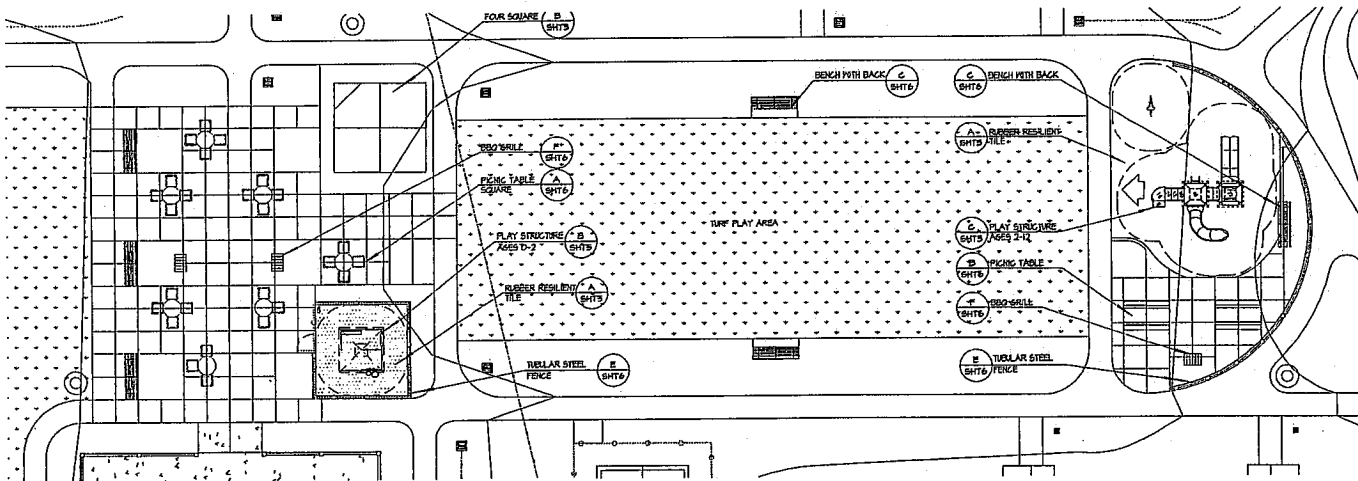 FOUR SQUARE
B
SHT5
BENCH WITH BACK
C
SHT6
C
SHT6
BENCH WITH BACK
BBQ GRILL
F
SHT6
PICNIC TABLE
SQUARE
A
SHT6
PLAY STRUCTURE
AGES 0-2
B
SHT5
RUBBER RESILIENT
TILE
A
SHT5
TUBULAR STEEL
FENCE
E
SHT6
TURF PLAY AREA
A
SHT5
RUBBER RESILIENT
TILE
C
SHT5
PLAY STRUCTURE
AGES 2-12
B
SHT6
PICNIC TABLE
F
SHT6
BBQ GRILL
E
SHT6
TUBULAR STEEL
FENCE